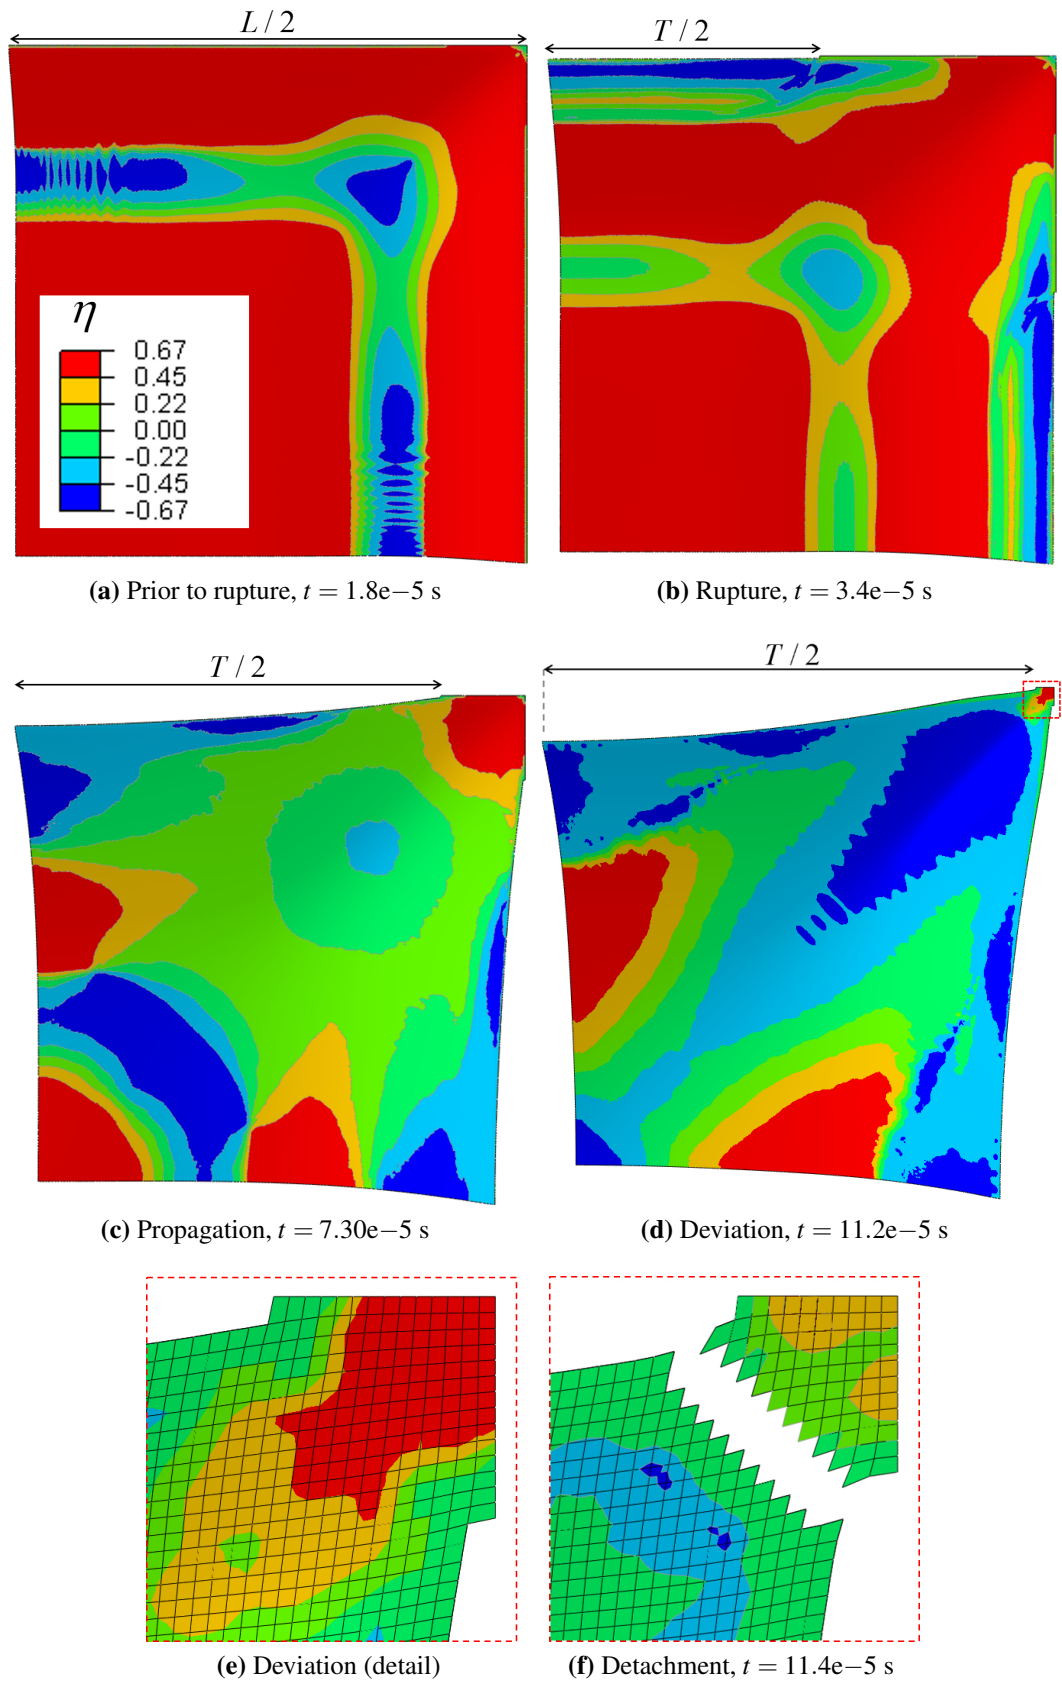 L / 2
T / 2
η
0.67
0.45
0.22
0.00
-0.22
-0.45
-0.67
(a) Prior to rupture, t = 1.8e−5 s
(b) Rupture, t = 3.4e−5 s
T / 2
T / 2
(c) Propagation, t = 7.30e−5 s
(d) Deviation, t = 11.2e−5 s
(e) Deviation (detail)
(f) Detachment, t = 11.4e−5 s